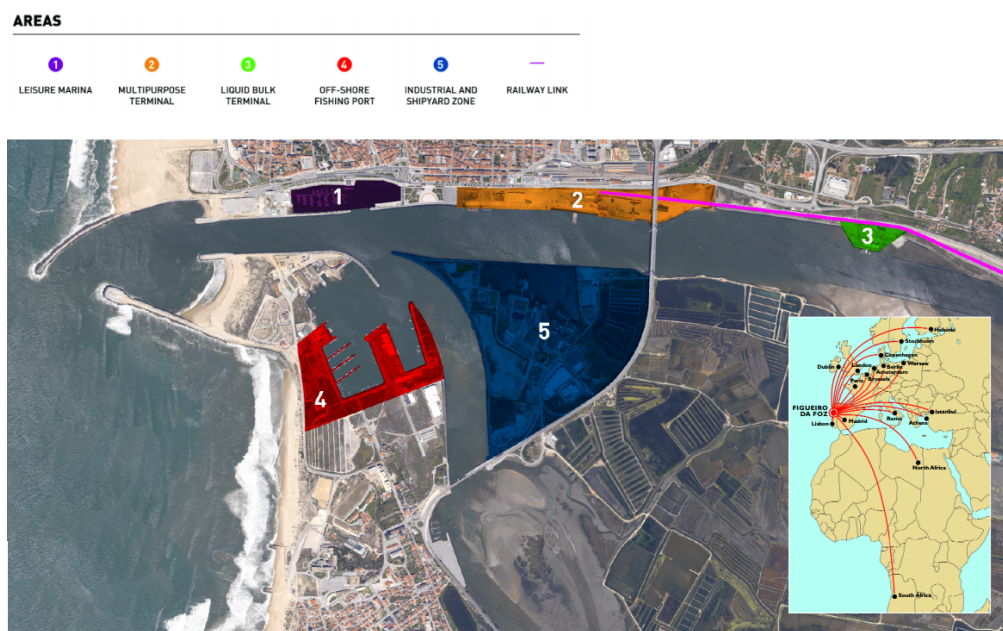 AREAS
1
2
3
4
5
LEISURE MARINA
MULTIPURPOSE
TERMINAL
LIQUID BULK
TERMINAL
OFF-SHORE
FISHING PORT
INDUSTRIAL AND
SHIPYARD ZONE
RAILWAY LINK
1
2
3
4
5
Helsinki
Stockholm
Copenhagen
Dublin
London
Berlin
Warsaw
Amsterdam
Brussels
Paris
FIGUEIRO
DA FOZ
Lisbon
Madrid
Roma
Istanbul
Athens
North Africa
South Africa